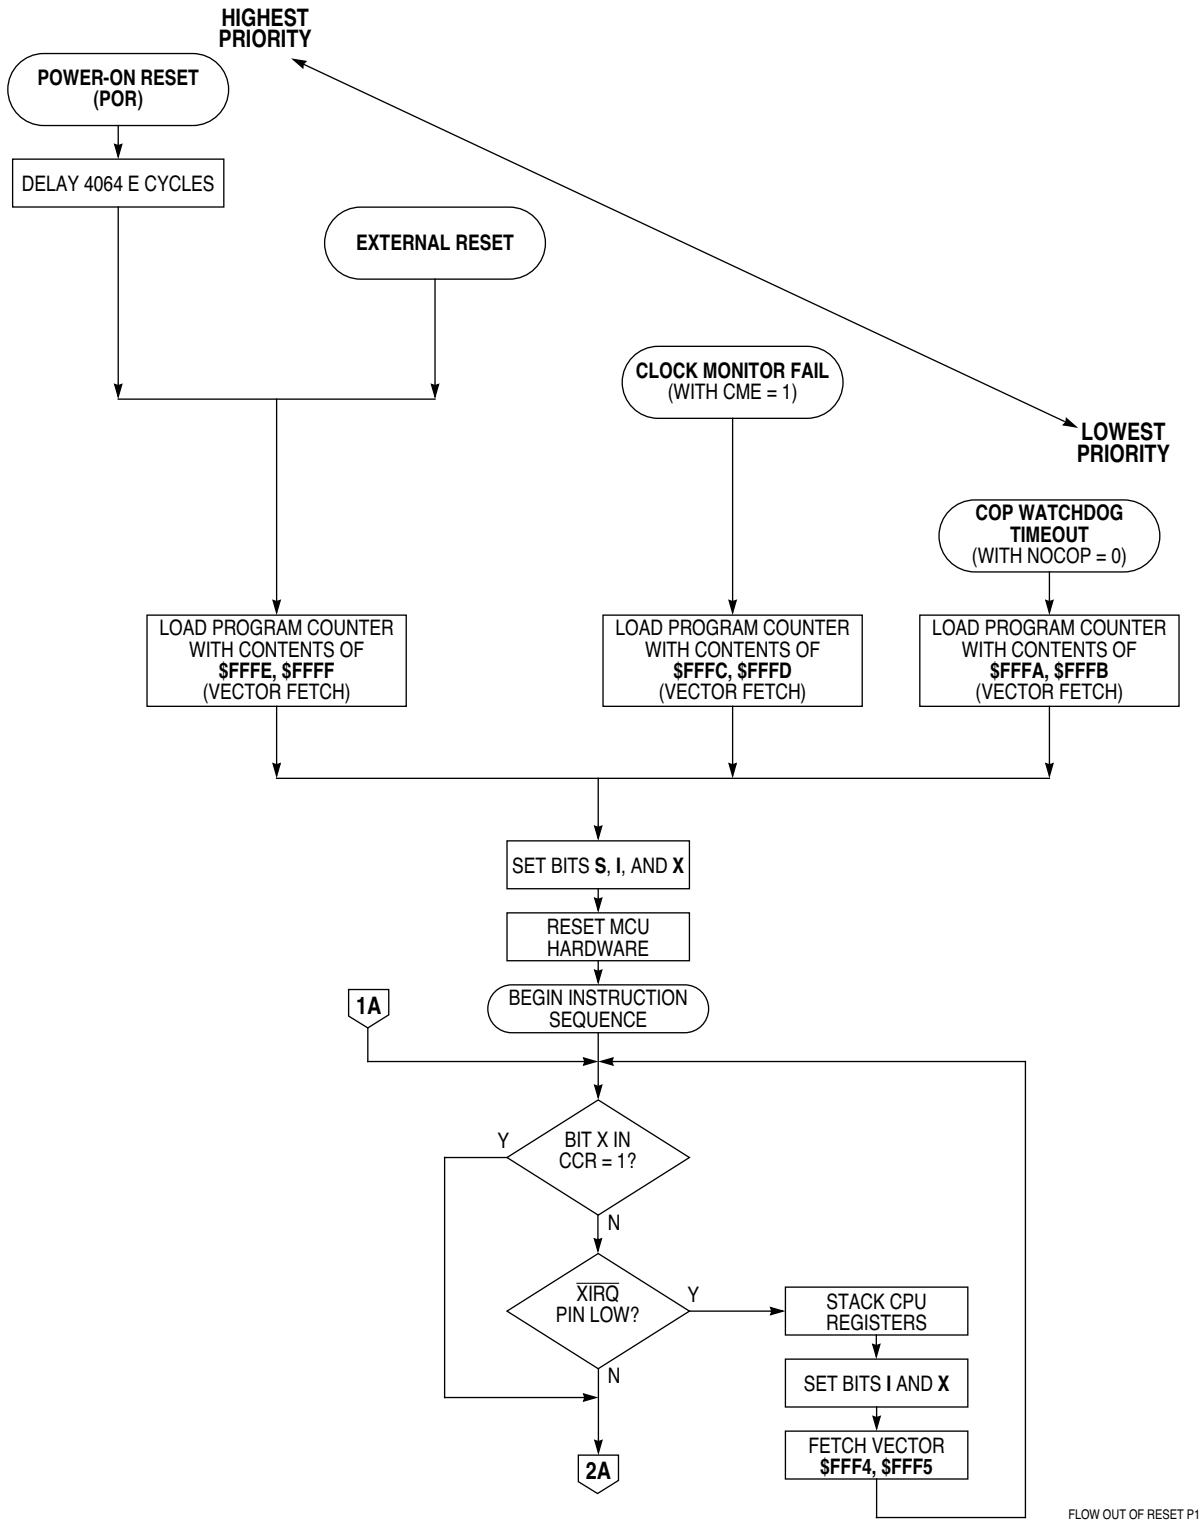 HIGHEST
PRIORITY
POWER-ON RESET
(POR)
DELAY 4064 E CYCLES
EXTERNAL RESET
CLOCK MONITOR FAIL
(WITH CME = 1)
LOWEST
PRIORITY
COP WATCHDOG
TIMEOUT
(WITH NOCOP = 0)
LOAD PROGRAM COUNTER
WITH CONTENTS OF
$FFFE, $FFFF
(VECTOR FETCH)
LOAD PROGRAM COUNTER
WITH CONTENTS OF
$FFFC, $FFFD
(VECTOR FETCH)
LOAD PROGRAM COUNTER
WITH CONTENTS OF
$FFFA, $FFFB
(VECTOR FETCH)
SET BITS S, I, AND X
RESET MCU
HARDWARE
BEGIN INSTRUCTION
SEQUENCE
1A
Y
BIT X IN
CCR = 1?
N
XIRQ
PIN LOW?
Y
N
STACK CPU
REGISTERS
SET BITS I AND X
FETCH VECTOR
$FFF4, $FFF5
2A
FLOW OUT OF RESET P1